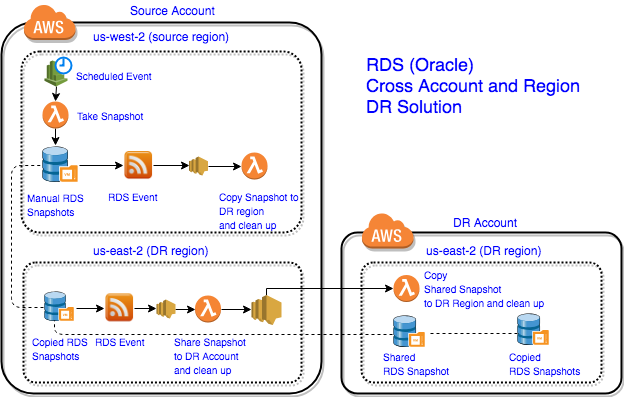 Source Account
AWS
us-west-2 (source region)
Scheduled Event
Take Snapshot
Manual RDS
Snapshots
RDS Event
Copy Snapshot to
DR region
and clean up
RDS (Oracle)
Cross Account and Region
DR Solution
us-east-2 (DR region)
Copied RDS
Snapshots
RDS Event
Share Snapshot
to DR Account
and clean up
DR Account
AWS
us-east-2 (DR region)
Copy
Shared Snapshot
to DR Region and clean up
Shared
RDS Snapshot
Copied
RDS Snapshots